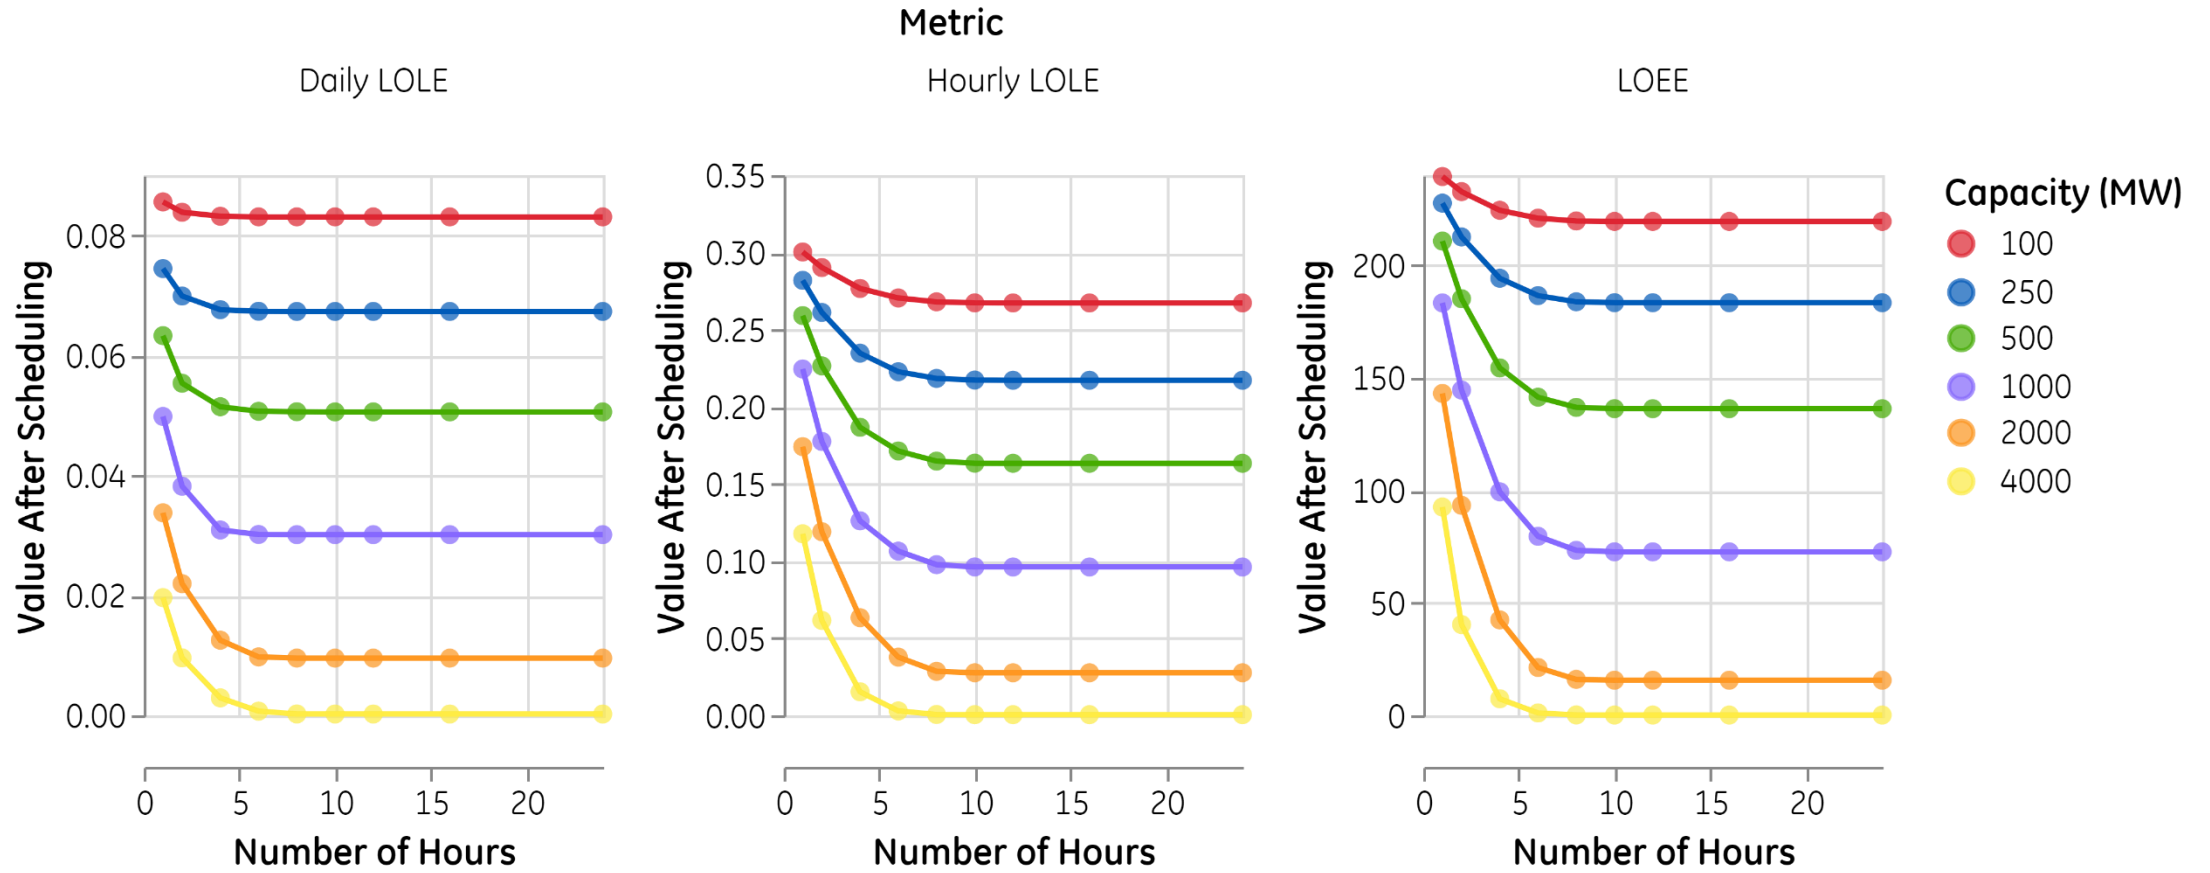 Metric
Daily LOLE
Hourly LOLE
LOEE
Value After Scheduling
0.08
0.06
0.04
0.02
0.00
0 5 10 15 20
Number of Hours
Value After Scheduling
0.35
0.30
0.25
0.20
0.15
0.10
0.05
0.00
0 5 10 15 20
Number of Hours
Value After Scheduling
200
150
100
50
0
0 5 10 15 20
Number of Hours
Capacity (MW)
100
250
500
1000
2000
4000